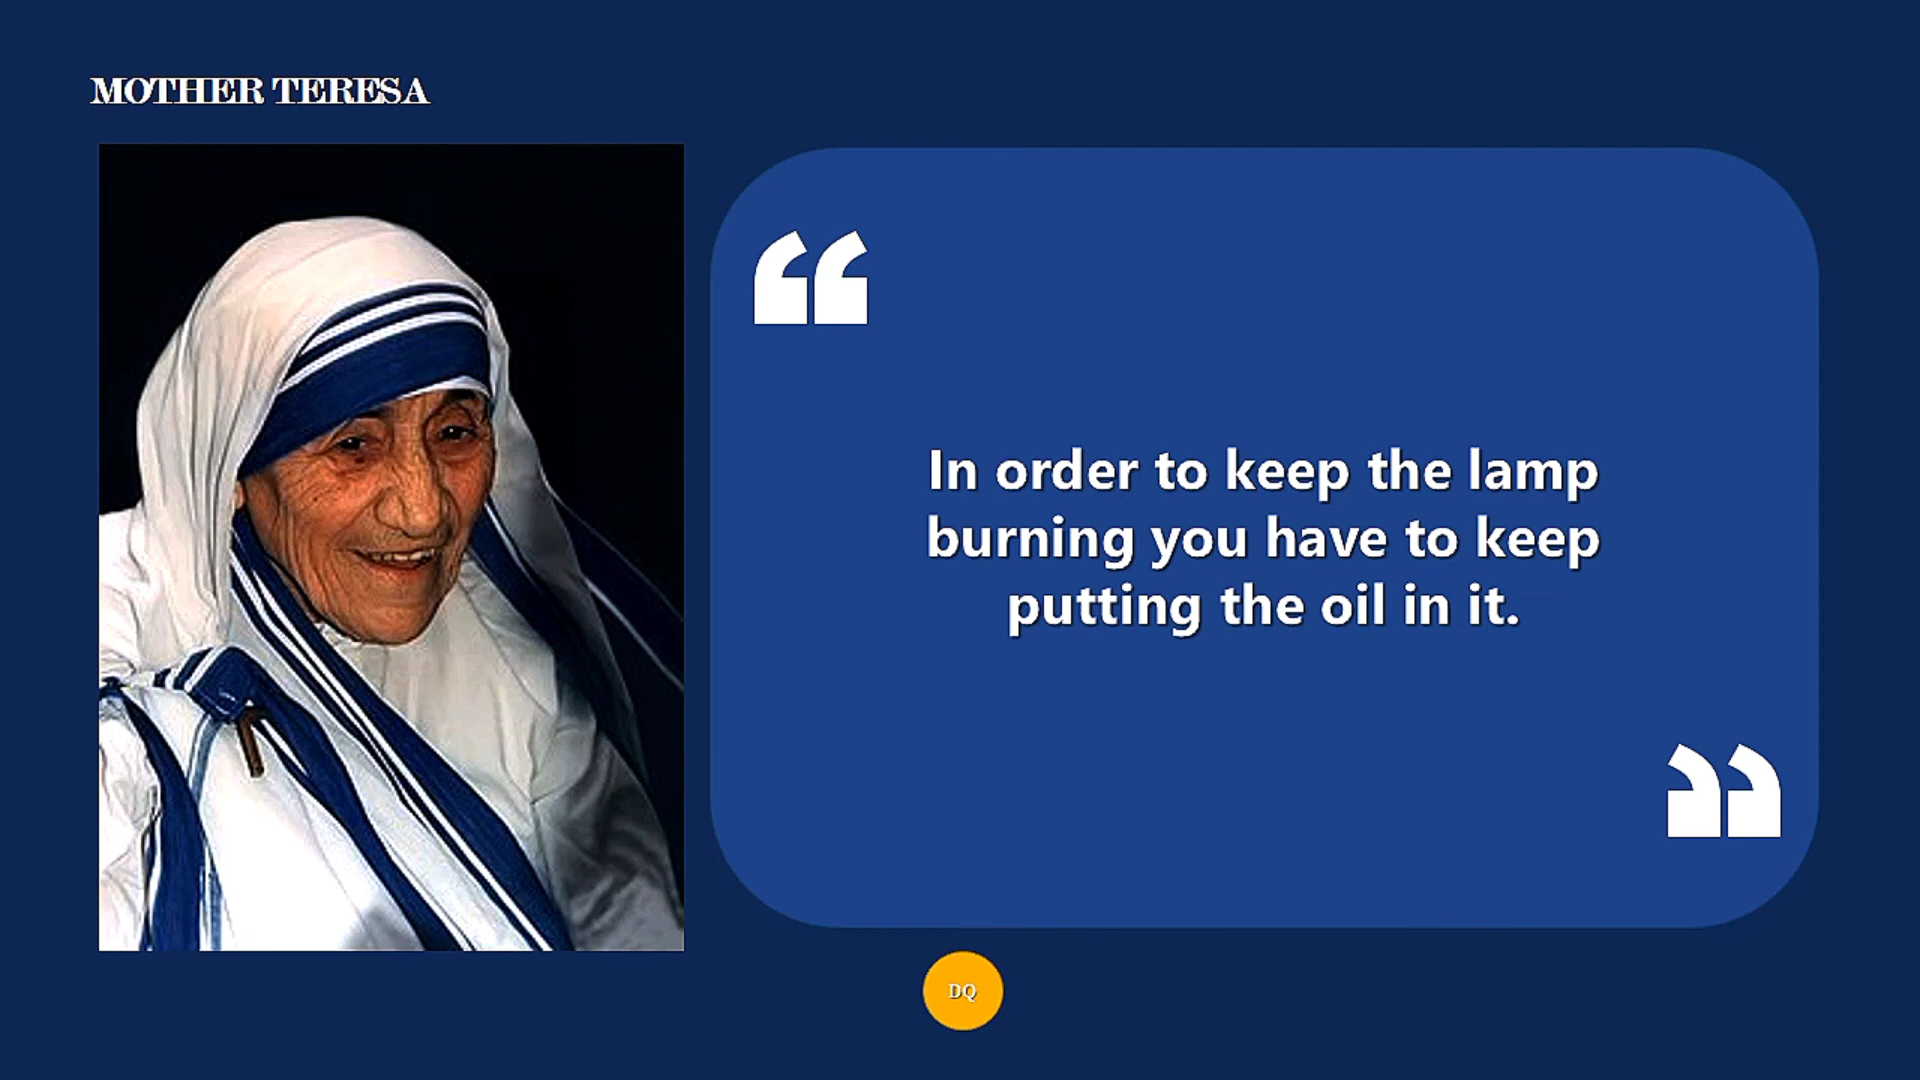 MOTHER TERESA
In order to keep the lamp
burning you have to keep
putting the oil in it.
DQ